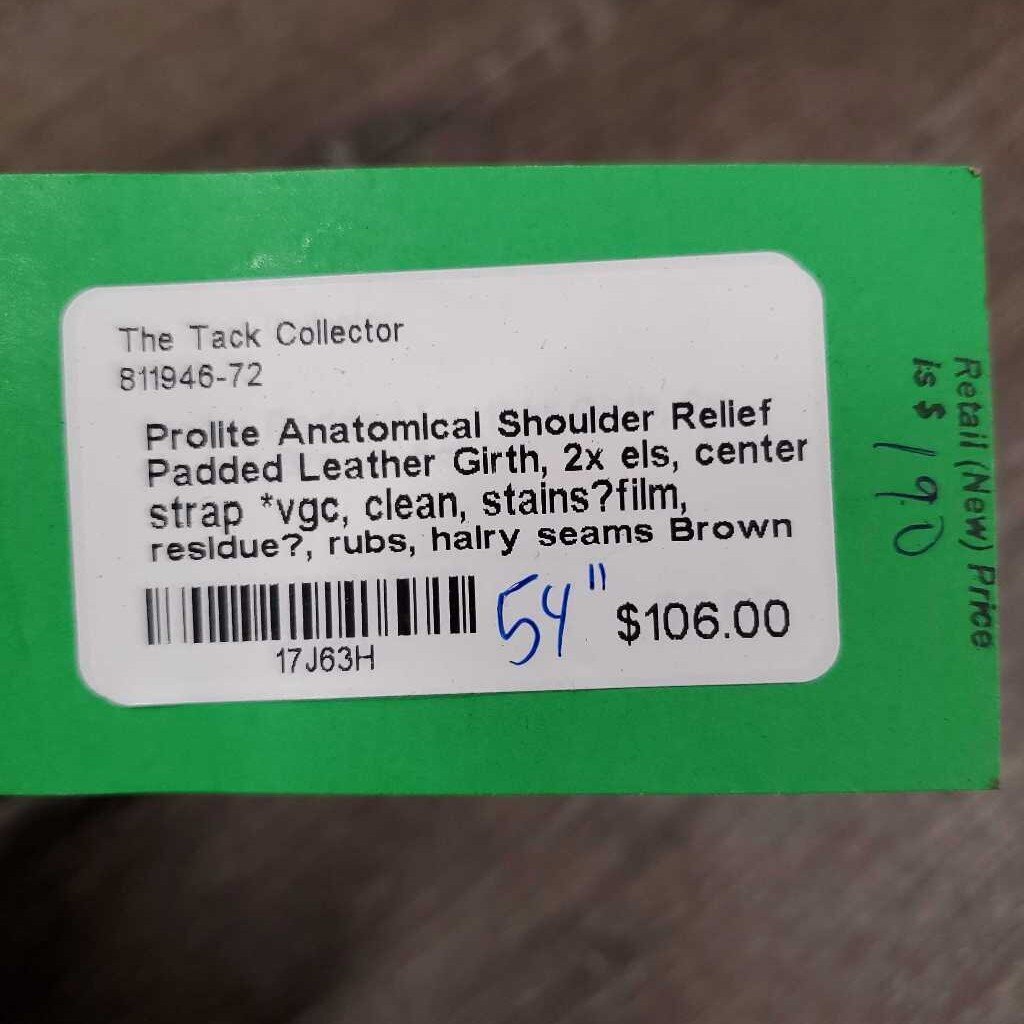 The Tack Collector
811946-72
Prolite Anatomical Shoulder Relief
Padded Leather Girth, 2x els, center
strap *vgc, clean, stains?film,
residue?, rubs, hairy seams Brown
54" $106.00
17J63H
Retail (New) Price
is $ 190